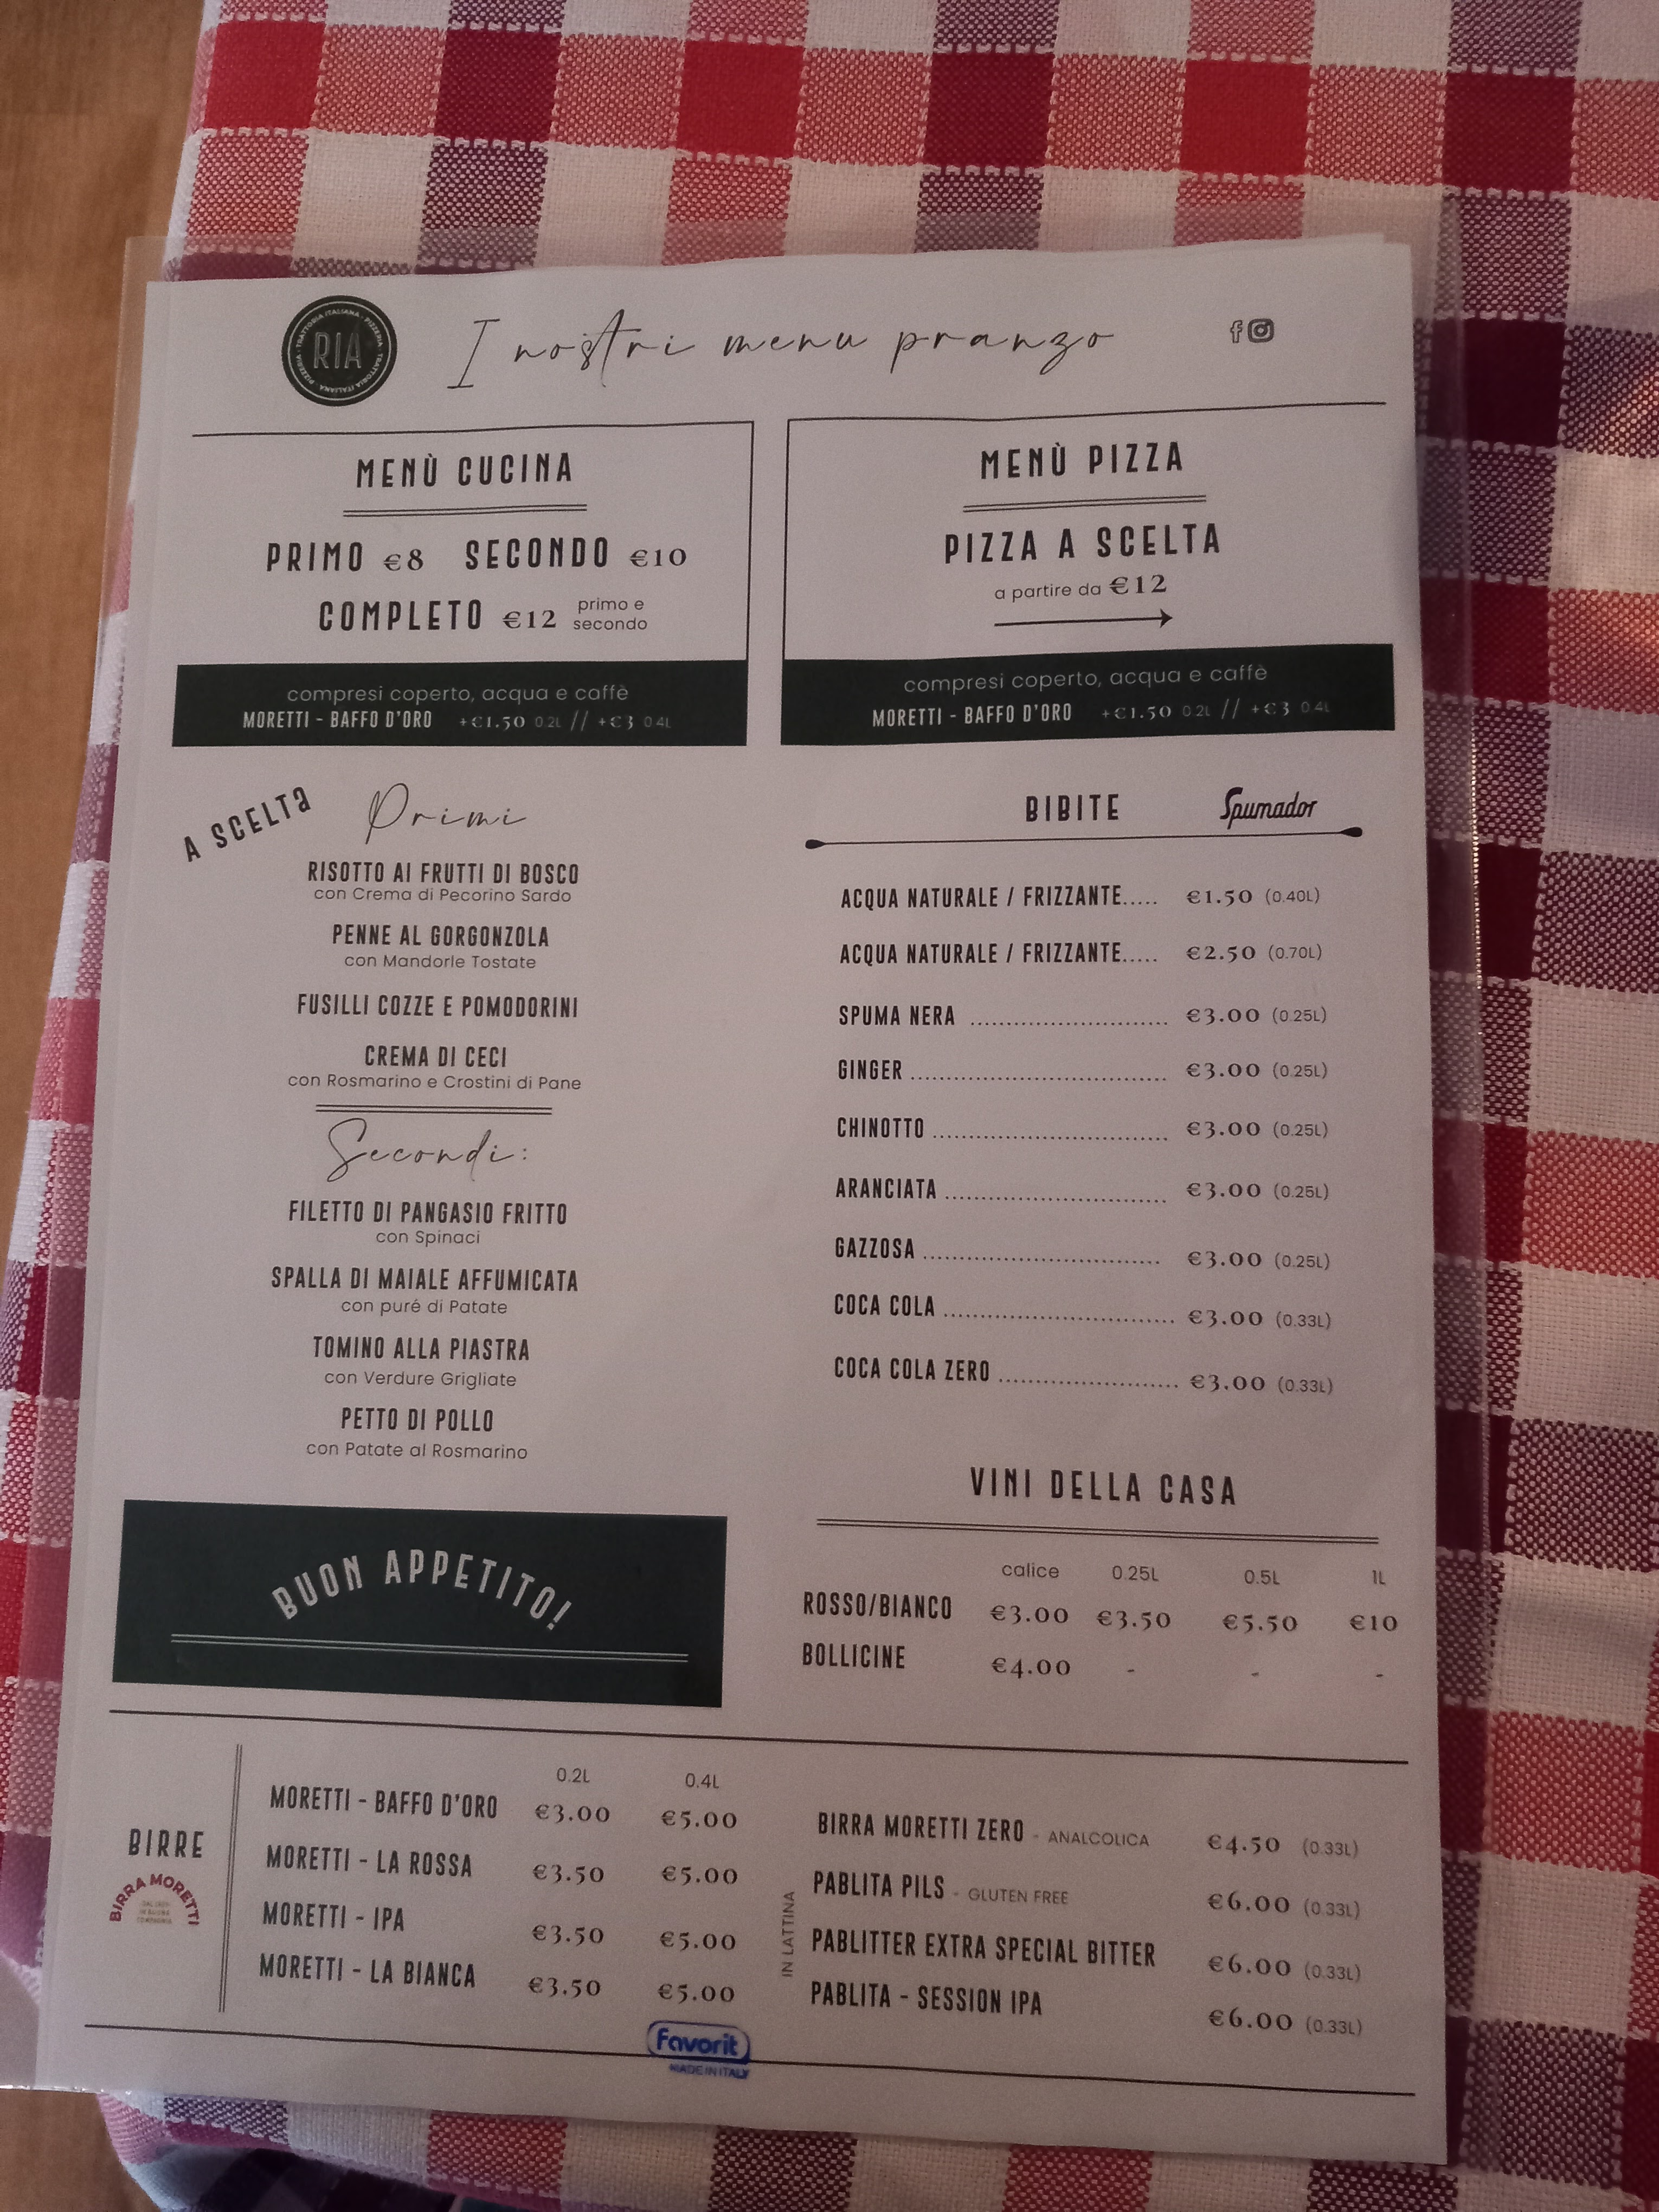 RIA
TRATTORIA ITALIANA · PIZZERIA · TRATTORIA ITALIANA · PIZZERIA
I nostri menu pranzo
MENÙ CUCINA
PRIMO €8 SECONDO €10
COMPLETO €12 primo e secondo
compresi coperto, acqua e caffè
MORETTI - BAFFO D'ORO +€1.50 0.2L // +€3 0.4L
MENÙ PIZZA
PIZZA A SCELTA
a partire da €12
compresi coperto, acqua e caffè
MORETTI - BAFFO D'ORO +€1.50 0.2L // +€3 0.4L
A SCELTA
Primi
RISOTTO AI FRUTTI DI BOSCO
con Crema di Pecorino Sardo
PENNE AL GORGONZOLA
con Mandorle Tostate
FUSILLI COZZE E POMODORINI
CREMA DI CECI
con Rosmarino e Crostini di Pane
Secondi:
FILETTO DI PANGASIO FRITTO
con Spinaci
SPALLA DI MAIALE AFFUMICATA
con puré di Patate
TOMINO ALLA PIASTRA
con Verdure Grigliate
PETTO DI POLLO
con Patate al Rosmarino
BUON APPETITO!
BIBITE Spumador
ACQUA NATURALE / FRIZZANTE..... €1.50 (0.40L)
ACQUA NATURALE / FRIZZANTE..... €2.50 (0.70L)
SPUMA NERA ........................... €3.00 (0.25L)
GINGER ................................... €3.00 (0.25L)
CHINOTTO ................................ €3.00 (0.25L)
ARANCIATA .............................. €3.00 (0.25L)
GAZZOSA ................................ €3.00 (0.25L)
COCA COLA .............................. €3.00 (0.33L)
COCA COLA ZERO ........................ €3.00 (0.33L)
VINI DELLA CASA
calice 0.25L 0.5L 1L
ROSSO/BIANCO €3.00 €3.50 €5.50 €10
BOLLICINE €4.00 - - -
BIRRE
BIRRA MORETTI
0.2L 0.4L
MORETTI - BAFFO D'ORO €3.00 €5.00
MORETTI - LA ROSSA €3.50 €5.00
MORETTI - IPA €3.50 €5.00
MORETTI - LA BIANCA €3.50 €5.00
IN LATTINA
BIRRA MORETTI ZERO - ANALCOLICA €4.50 (0.33L)
PABLITA PILS - GLUTEN FREE €6.00 (0.33L)
PABLITTER EXTRA SPECIAL BITTER €6.00 (0.33L)
PABLITA - SESSION IPA €6.00 (0.33L)
Favorit
MADE IN ITALY